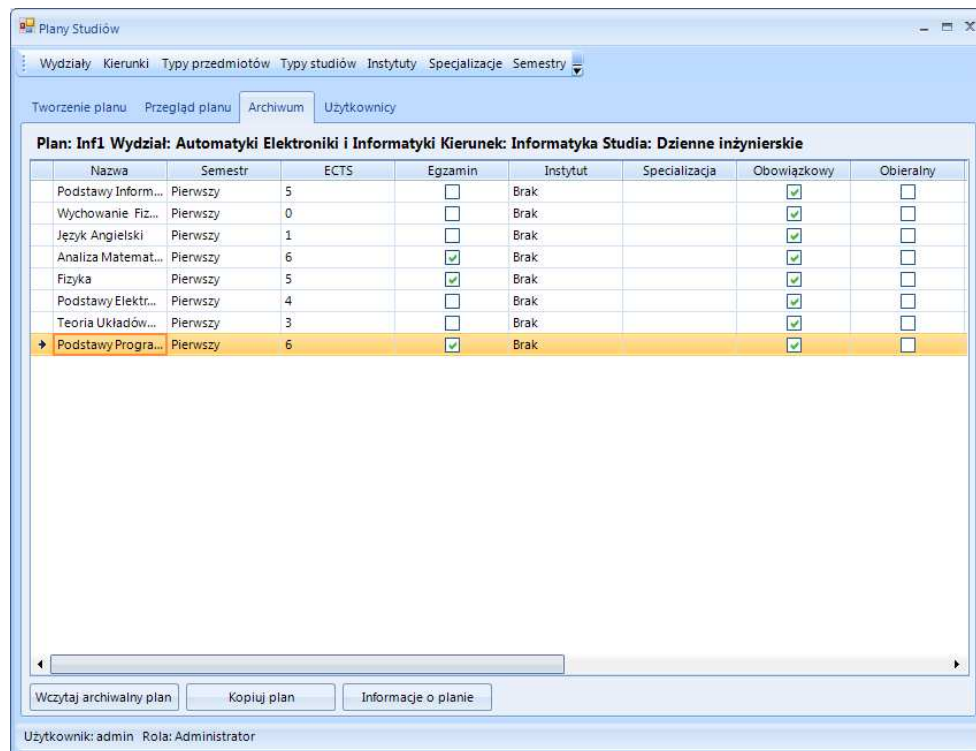 Plany Studiów
Wydziały Kierunki Typy przedmiotów Typy studiów Instytuty Specjalizacje Semestry
Tworzenie planu Przegląd planu Archiwum Użytkownicy
Plan: Inf1 Wydział: Automatyki Elektroniki i Informatyki Kierunek: Informatyka Studia: Dzienne inżynierskie
Nazwa Semestr ECTS Egzamin Instytut Specjalizacja Obowiązkowy Obieralny
Podstawy Inform... Pierwszy 5 Brak
Wychowanie Fiz... Pierwszy 0 Brak
Język Angielski Pierwszy 1 Brak
Analiza Matemat... Pierwszy 6 Brak
Fizyka Pierwszy 5 Brak
Podstawy Elektr... Pierwszy 4 Brak
Teoria Układów... Pierwszy 3 Brak
Podstawy Progra... Pierwszy 6 Brak
Wczytaj archiwalny plan Kopiuj plan Informacje o planie
Użytkownik: admin Rola: Administrator